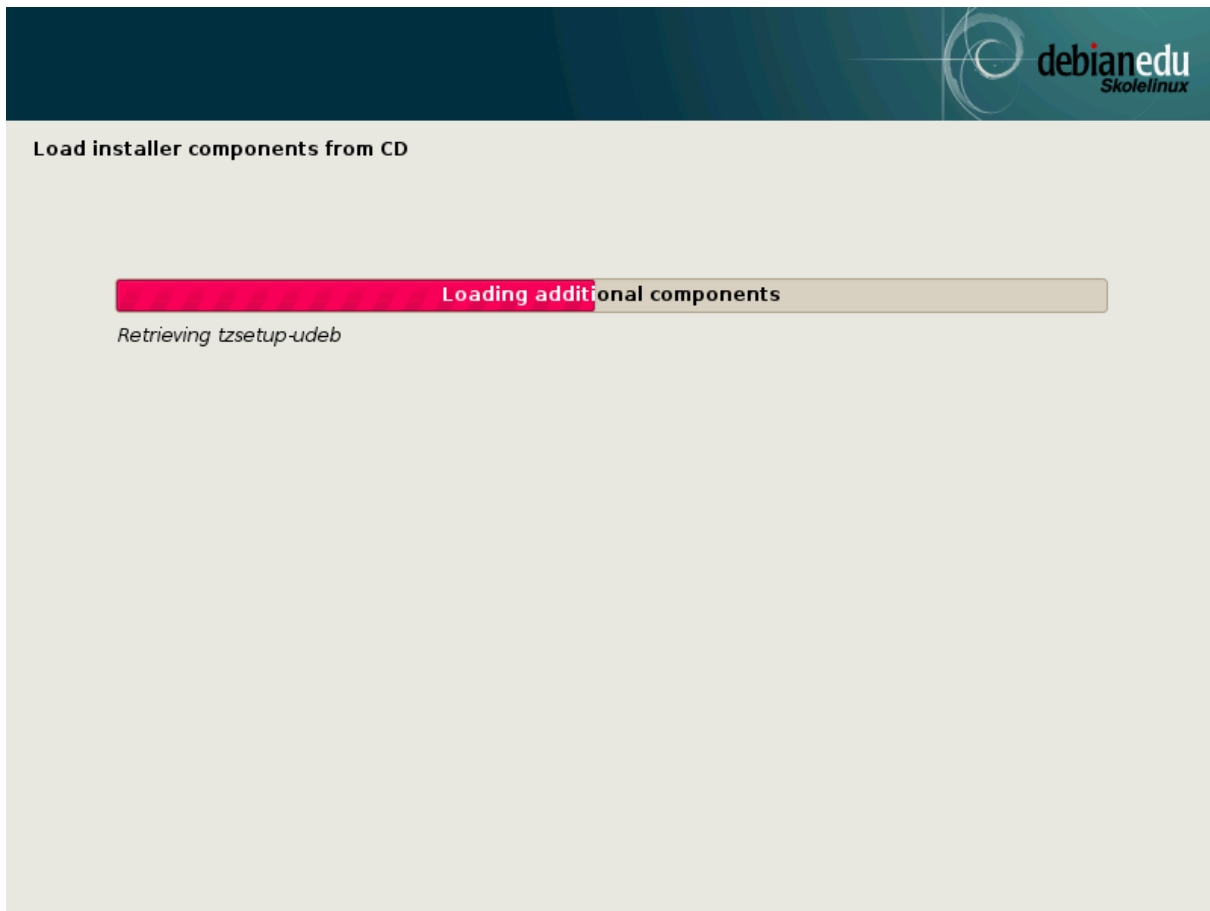 debianedu
Skolelinux
Load installer components from CD
Loading additional components
Retrieving tzsetup-udeb